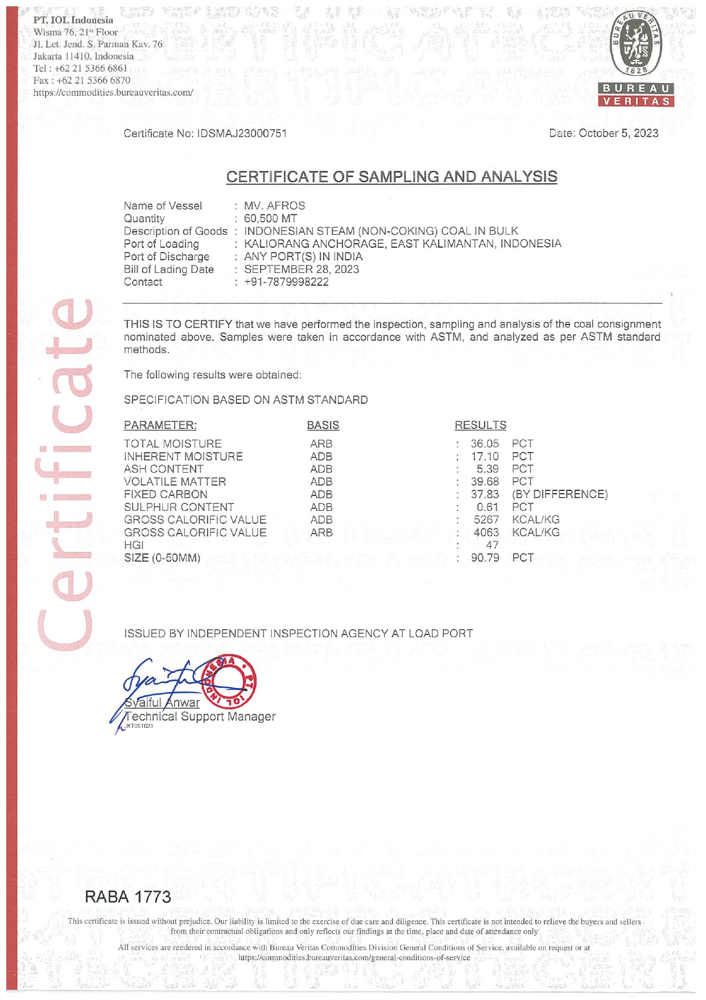 PT. IOL Indonesia
Wisma 76, 21st Floor
Jl. Let. Jend. S. Parman Kav. 76
Jakarta 11410, Indonesia
Tel : +62 21 5366 6861
Fax : +62 21 5366 6870
https://commodities.bureauveritas.com/
BUREAU VERITAS
1828
BUREAU
VERITAS
Certificate No: IDSMAJ23000751 Date: October 5, 2023
CERTIFICATE OF SAMPLING AND ANALYSIS
Name of Vessel : MV. AFROS
Quantity : 60,500 MT
Description of Goods : INDONESIAN STEAM (NON-COKING) COAL IN BULK
Port of Loading : KALIORANG ANCHORAGE, EAST KALIMANTAN, INDONESIA
Port of Discharge : ANY PORT(S) IN INDIA
Bill of Lading Date : SEPTEMBER 28, 2023
Contact : +91-7879998222
Certificate
THIS IS TO CERTIFY that we have performed the inspection, sampling and analysis of the coal consignment
nominated above. Samples were taken in accordance with ASTM, and analyzed as per ASTM standard
methods.
The following results were obtained:
SPECIFICATION BASED ON ASTM STANDARD
PARAMETER: BASIS RESULTS
TOTAL MOISTURE ARB : 36.05 PCT
INHERENT MOISTURE ADB : 17.10 PCT
ASH CONTENT ADB : 5.39 PCT
VOLATILE MATTER ADB : 39.68 PCT
FIXED CARBON ADB : 37.83 (BY DIFFERENCE)
SULPHUR CONTENT ADB : 0.61 PCT
GROSS CALORIFIC VALUE ADB : 5267 KCAL/KG
GROSS CALORIFIC VALUE ARB : 4063 KCAL/KG
HGI : 47
SIZE (0-50MM) : 90.79 PCT
ISSUED BY INDEPENDENT INSPECTION AGENCY AT LOAD PORT
PT. IOL INDONESIA
Syaiful Anwar
Technical Support Manager
JKT051023
RABA 1773
This certificate is issued without prejudice. Our liability is limited to the exercise of due care and diligence. This certificate is not intended to relieve the buyers and sellers
from their contractual obligations and only reflects our findings at the time, place and date of attendance only
All services are rendered in accordance with Bureau Veritas Commodities Division General Conditions of Service, available on request or at
https://commodities.bureauveritas.com/general-conditions-of-service